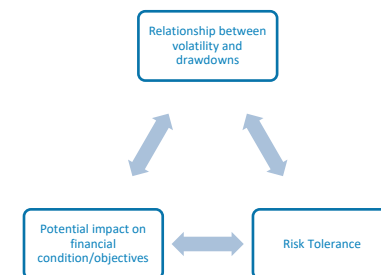 Relationship between
volatility and
drawdowns
Potential impact on
financial
condition/objectives
Risk Tolerance